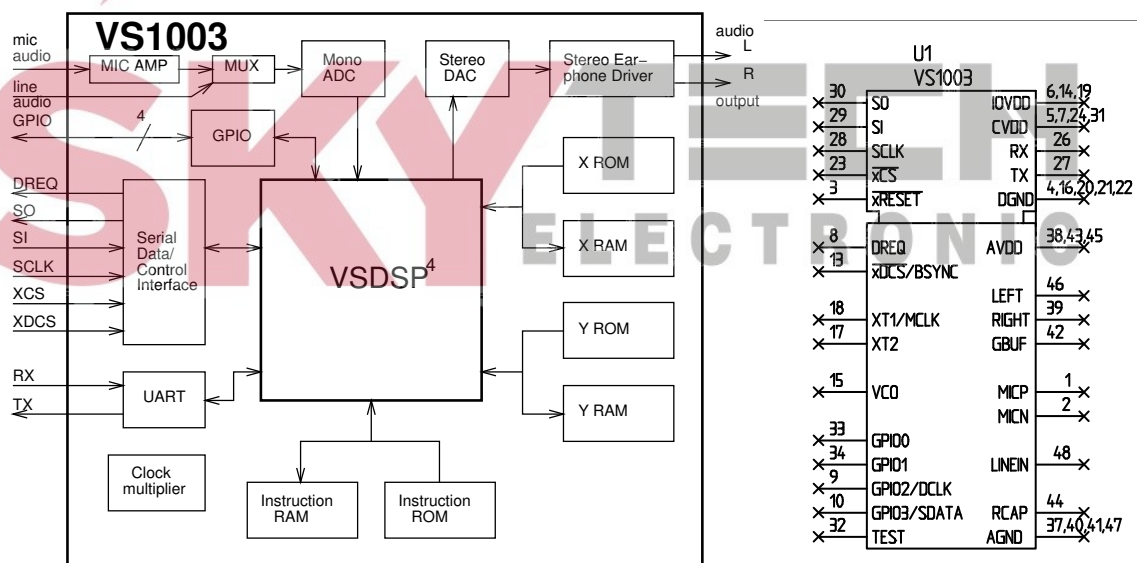 VS1003
mic
audio
line
audio
GPIO
4
MIC AMP
MUX
Mono
ADC
Stereo
DAC
Stereo Ear–
phone Driver
audio
L
R
output
GPIO
DREQ
SO
SI
SCLK
XCS
XDCS
Serial
Data/
Control
Interface
VSDSP4
X ROM
X RAM
Y ROM
Y RAM
RX
TX
UART
Clock
multiplier
Instruction
RAM
Instruction
ROM
SKYTECH
ELECTRONIC
U1
VS1003
30 SO IOVDD 6,14,19
29 SI CVDD 5,7,24,31
28 SCLK RX 26
23 xCS TX 27
3 xRESET DGND 4,16,20,21,22
8 DREQ AVDD 38,43,45
13 xDCS/BSYNC
LEFT 46
18 XT1/MCLK RIGHT 39
17 XT2 GBUF 42
15 VCO MICP 1
MICN 2
33 GPIO0
34 GPIO1 LINEIN 48
9 GPIO2/DCLK
10 GPIO3/SDATA RCAP 44
32 TEST AGND 37,40,41,47